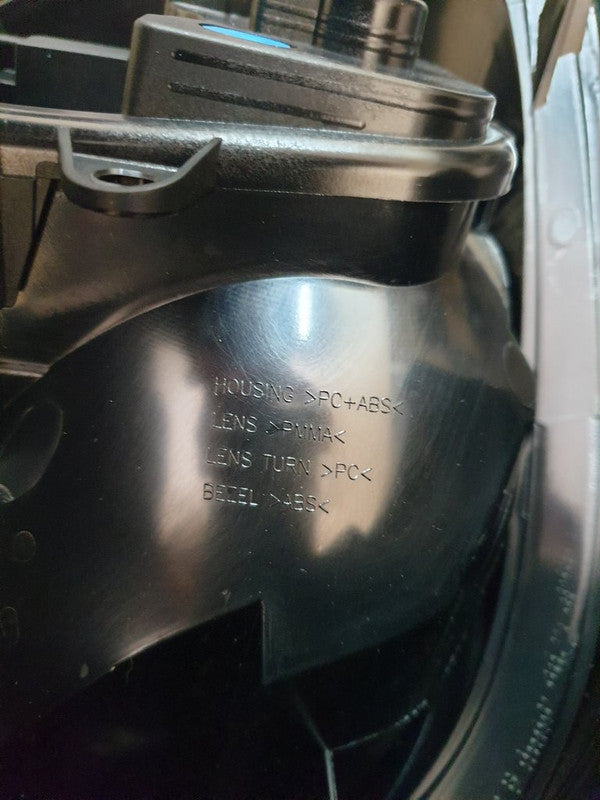 HOUSING >PC+ABS<
LENS >PMMA<
LENS TURN >PC<
BEZEL >ABS<